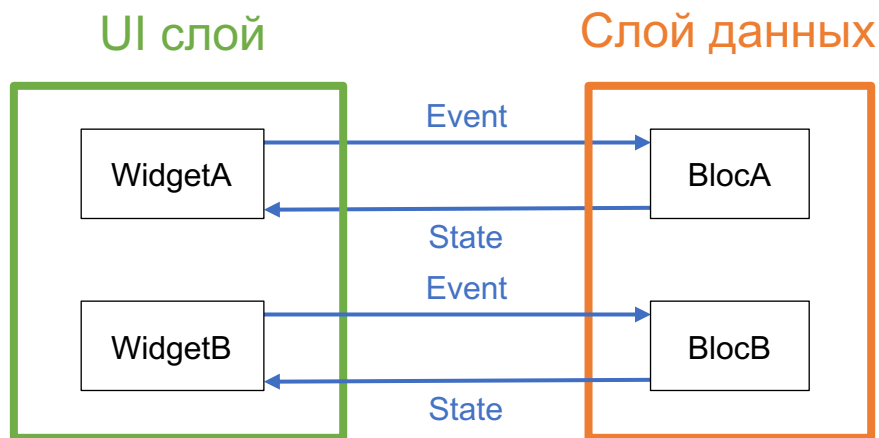 UI слой
Слой данных
Event
WidgetA
BlocA
State
Event
WidgetB
BlocB
State